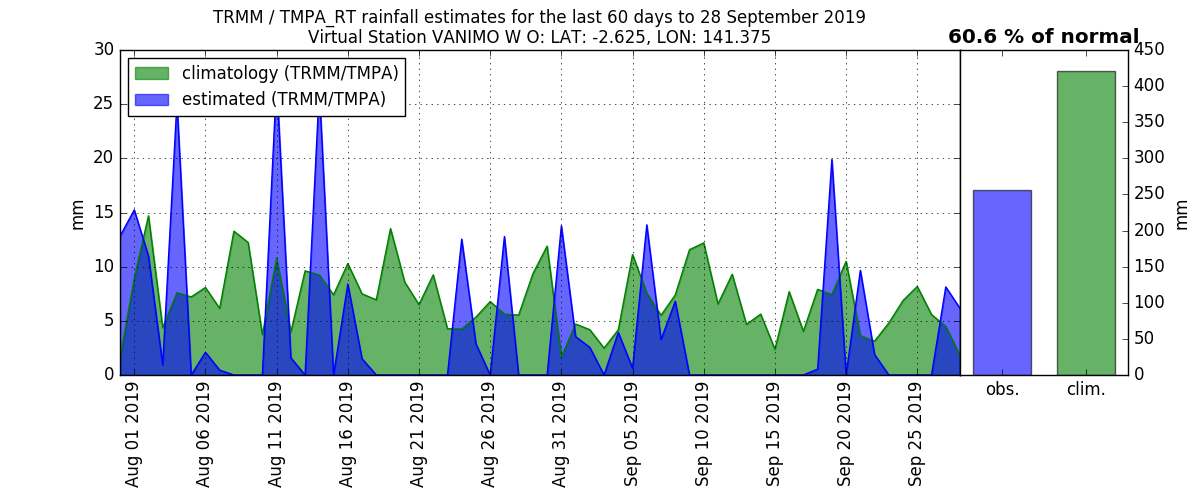 TRMM / TMPA_RT rainfall estimates for the last 60 days to 28 September 2019
Virtual Station VANIMO W O: LAT: -2.625, LON: 141.375
60.6 % of normal
climatology (TRMM/TMPA)
estimated (TRMM/TMPA)
30
25
20
15
10
5
0
mm
Aug 01 2019
Aug 06 2019
Aug 11 2019
Aug 16 2019
Aug 21 2019
Aug 26 2019
Aug 31 2019
Sep 05 2019
Sep 10 2019
Sep 15 2019
Sep 20 2019
Sep 25 2019
450
400
350
300
250
200
150
100
50
0
mm
obs.
clim.